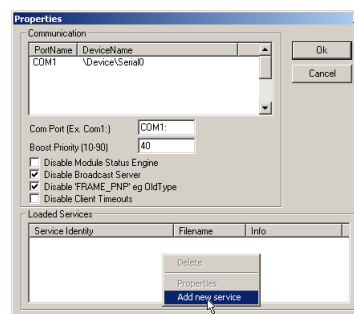 Properties
Communication
PortName DeviceName
COM1 \Device\Serial0
Ok
Cancel
Com Port (Ex. Com1:) COM1:
Boost Priority (10-90) 40
Disable Module Status Engine
Disable Broadcast Server
Disable 'FRAME_PNP' eg OldType
Disable Client Timeouts
Loaded Services
Service Identity Filename Info
Delete
Properties
Add new service